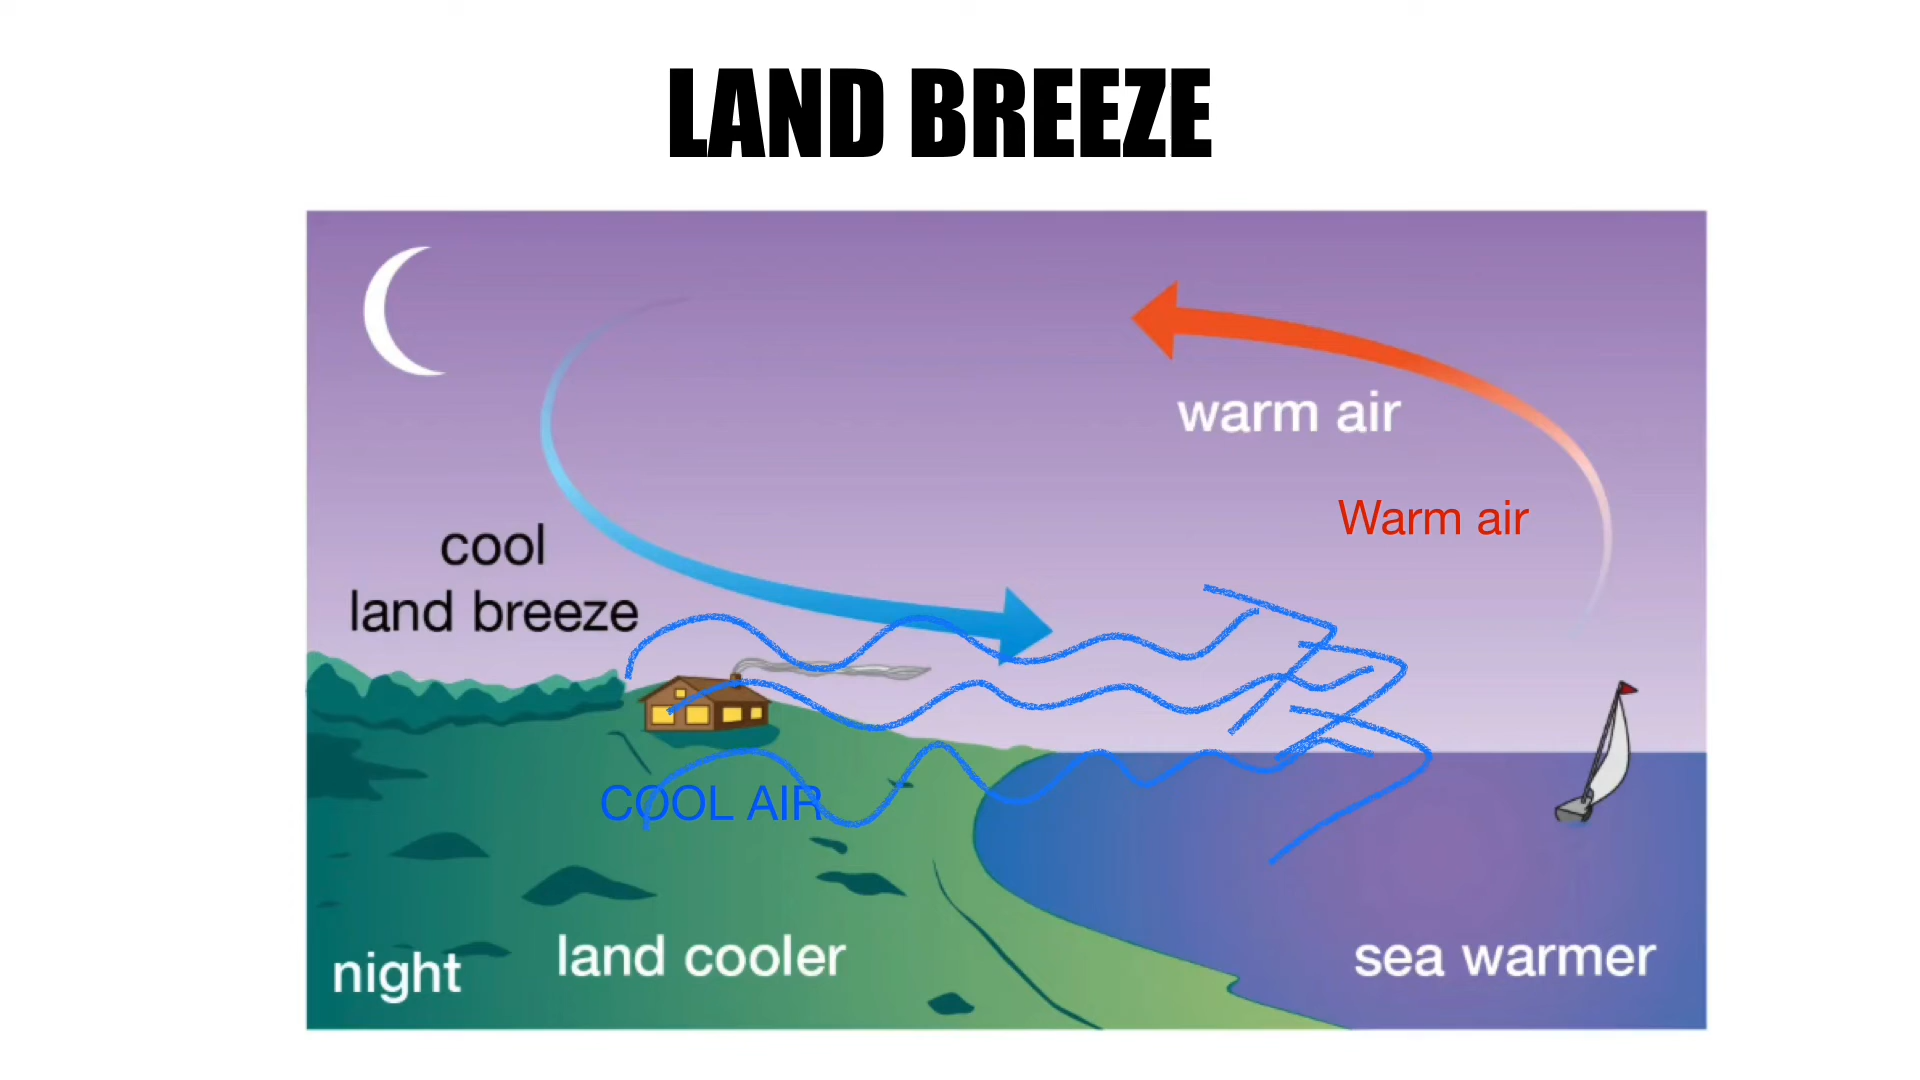 LAND BREEZE
warm air
Warm air
cool
land breeze
COOL AIR
land cooler
sea warmer
night